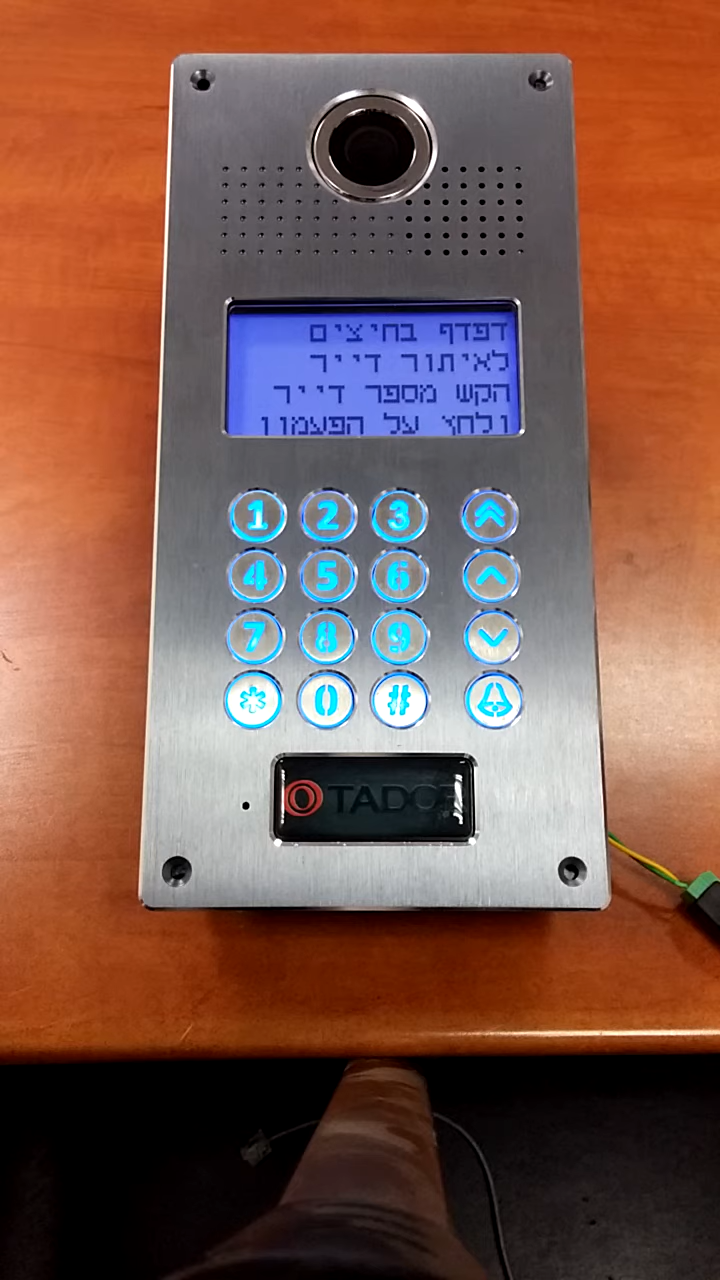 דפדף בחיצים
לאיתור דייר
הקש מספר דייר
ולחץ על הפעמון
1 2 3
4 5 6
7 8 9
* 0 #
TADOR